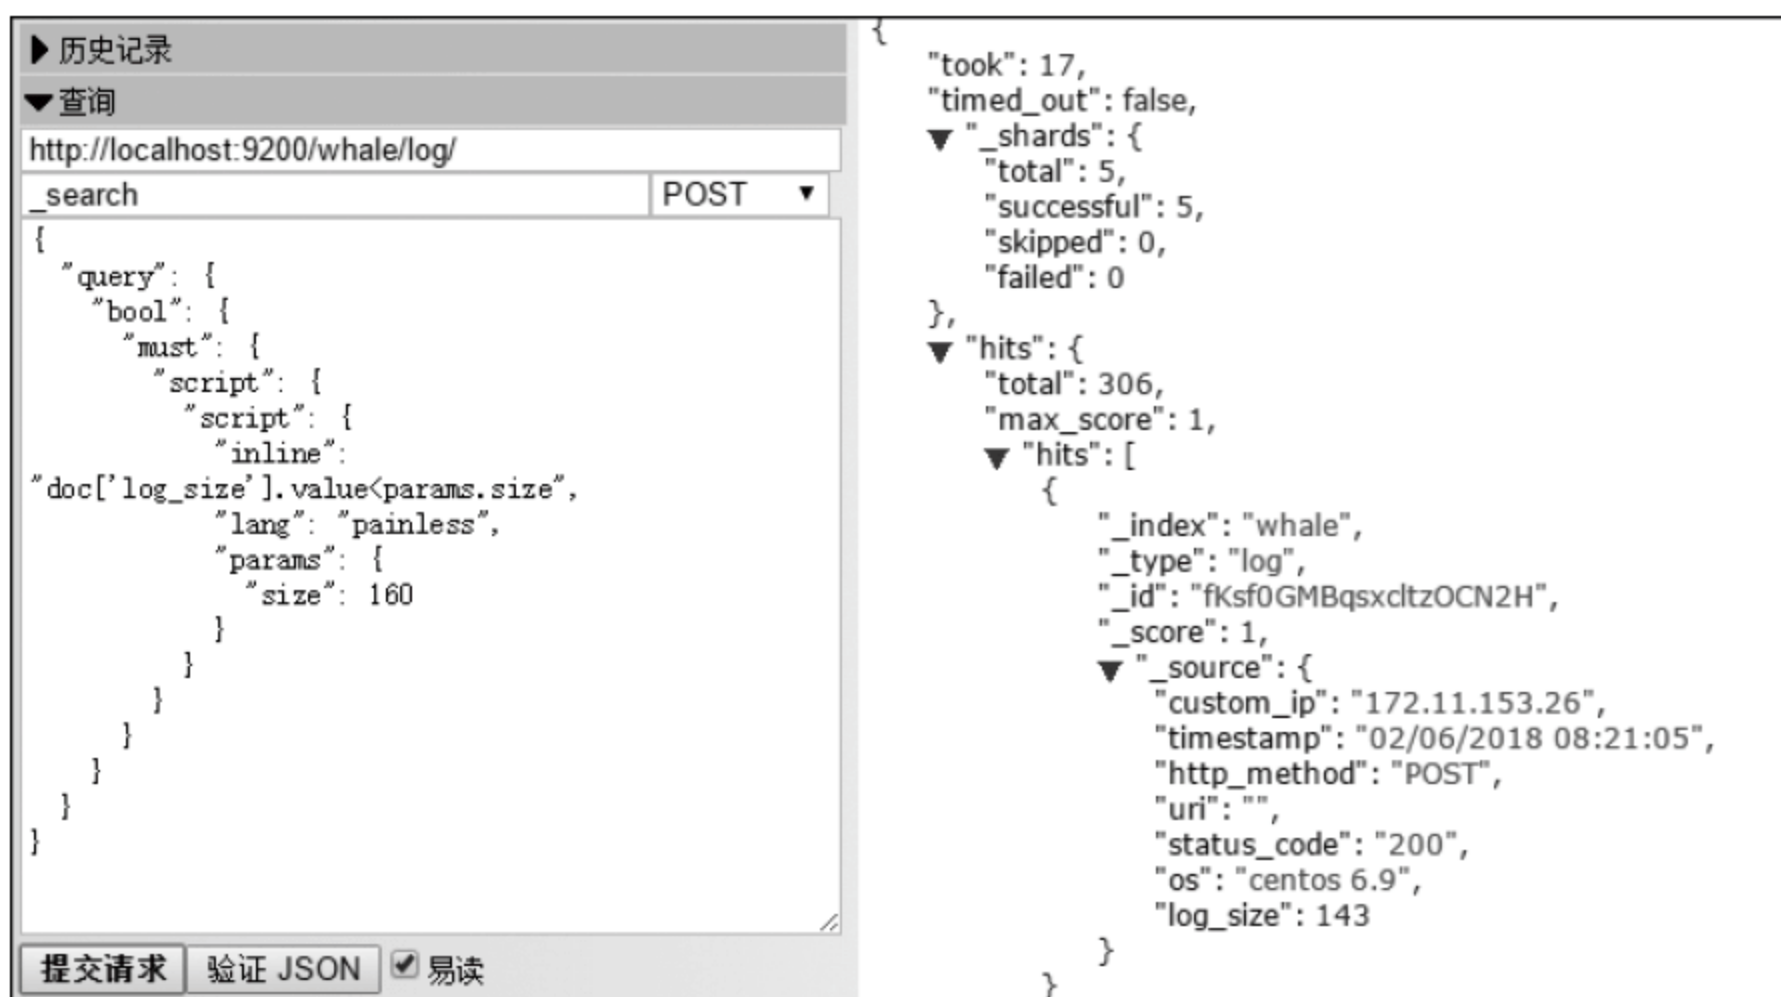 历史记录
查询
http://localhost:9200/whale/log/
_search
POST
{
"query": {
"bool": {
"must": {
"script": {
"script": {
"inline":
"doc['log_size'].value<params.size",
"lang": "painless",
"params": {
"size": 160
}
}
}
}
}
}
}
提交请求 验证 JSON 易读
{
"took": 17,
"timed_out": false,
"_shards": {
"total": 5,
"successful": 5,
"skipped": 0,
"failed": 0
},
"hits": {
"total": 306,
"max_score": 1,
"hits": [
{
"_index": "whale",
"_type": "log",
"_id": "fKsf0GMBqsxcltzOCN2H",
"_score": 1,
"_source": {
"custom_ip": "172.11.153.26",
"timestamp": "02/06/2018 08:21:05",
"http_method": "POST",
"uri": "",
"status_code": "200",
"os": "centos 6.9",
"log_size": 143
}
}